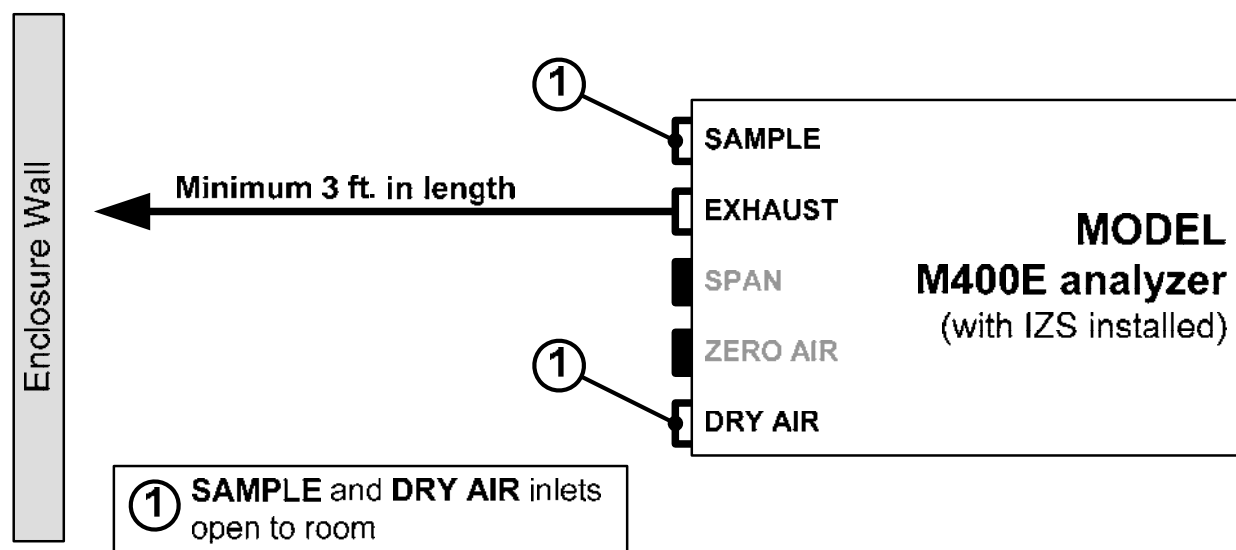 Enclosure Wall
Minimum 3 ft. in length
1
SAMPLE
EXHAUST
SPAN
ZERO AIR
1
DRY AIR
MODEL
M400E analyzer
(with IZS installed)
1 SAMPLE and DRY AIR inlets
open to room